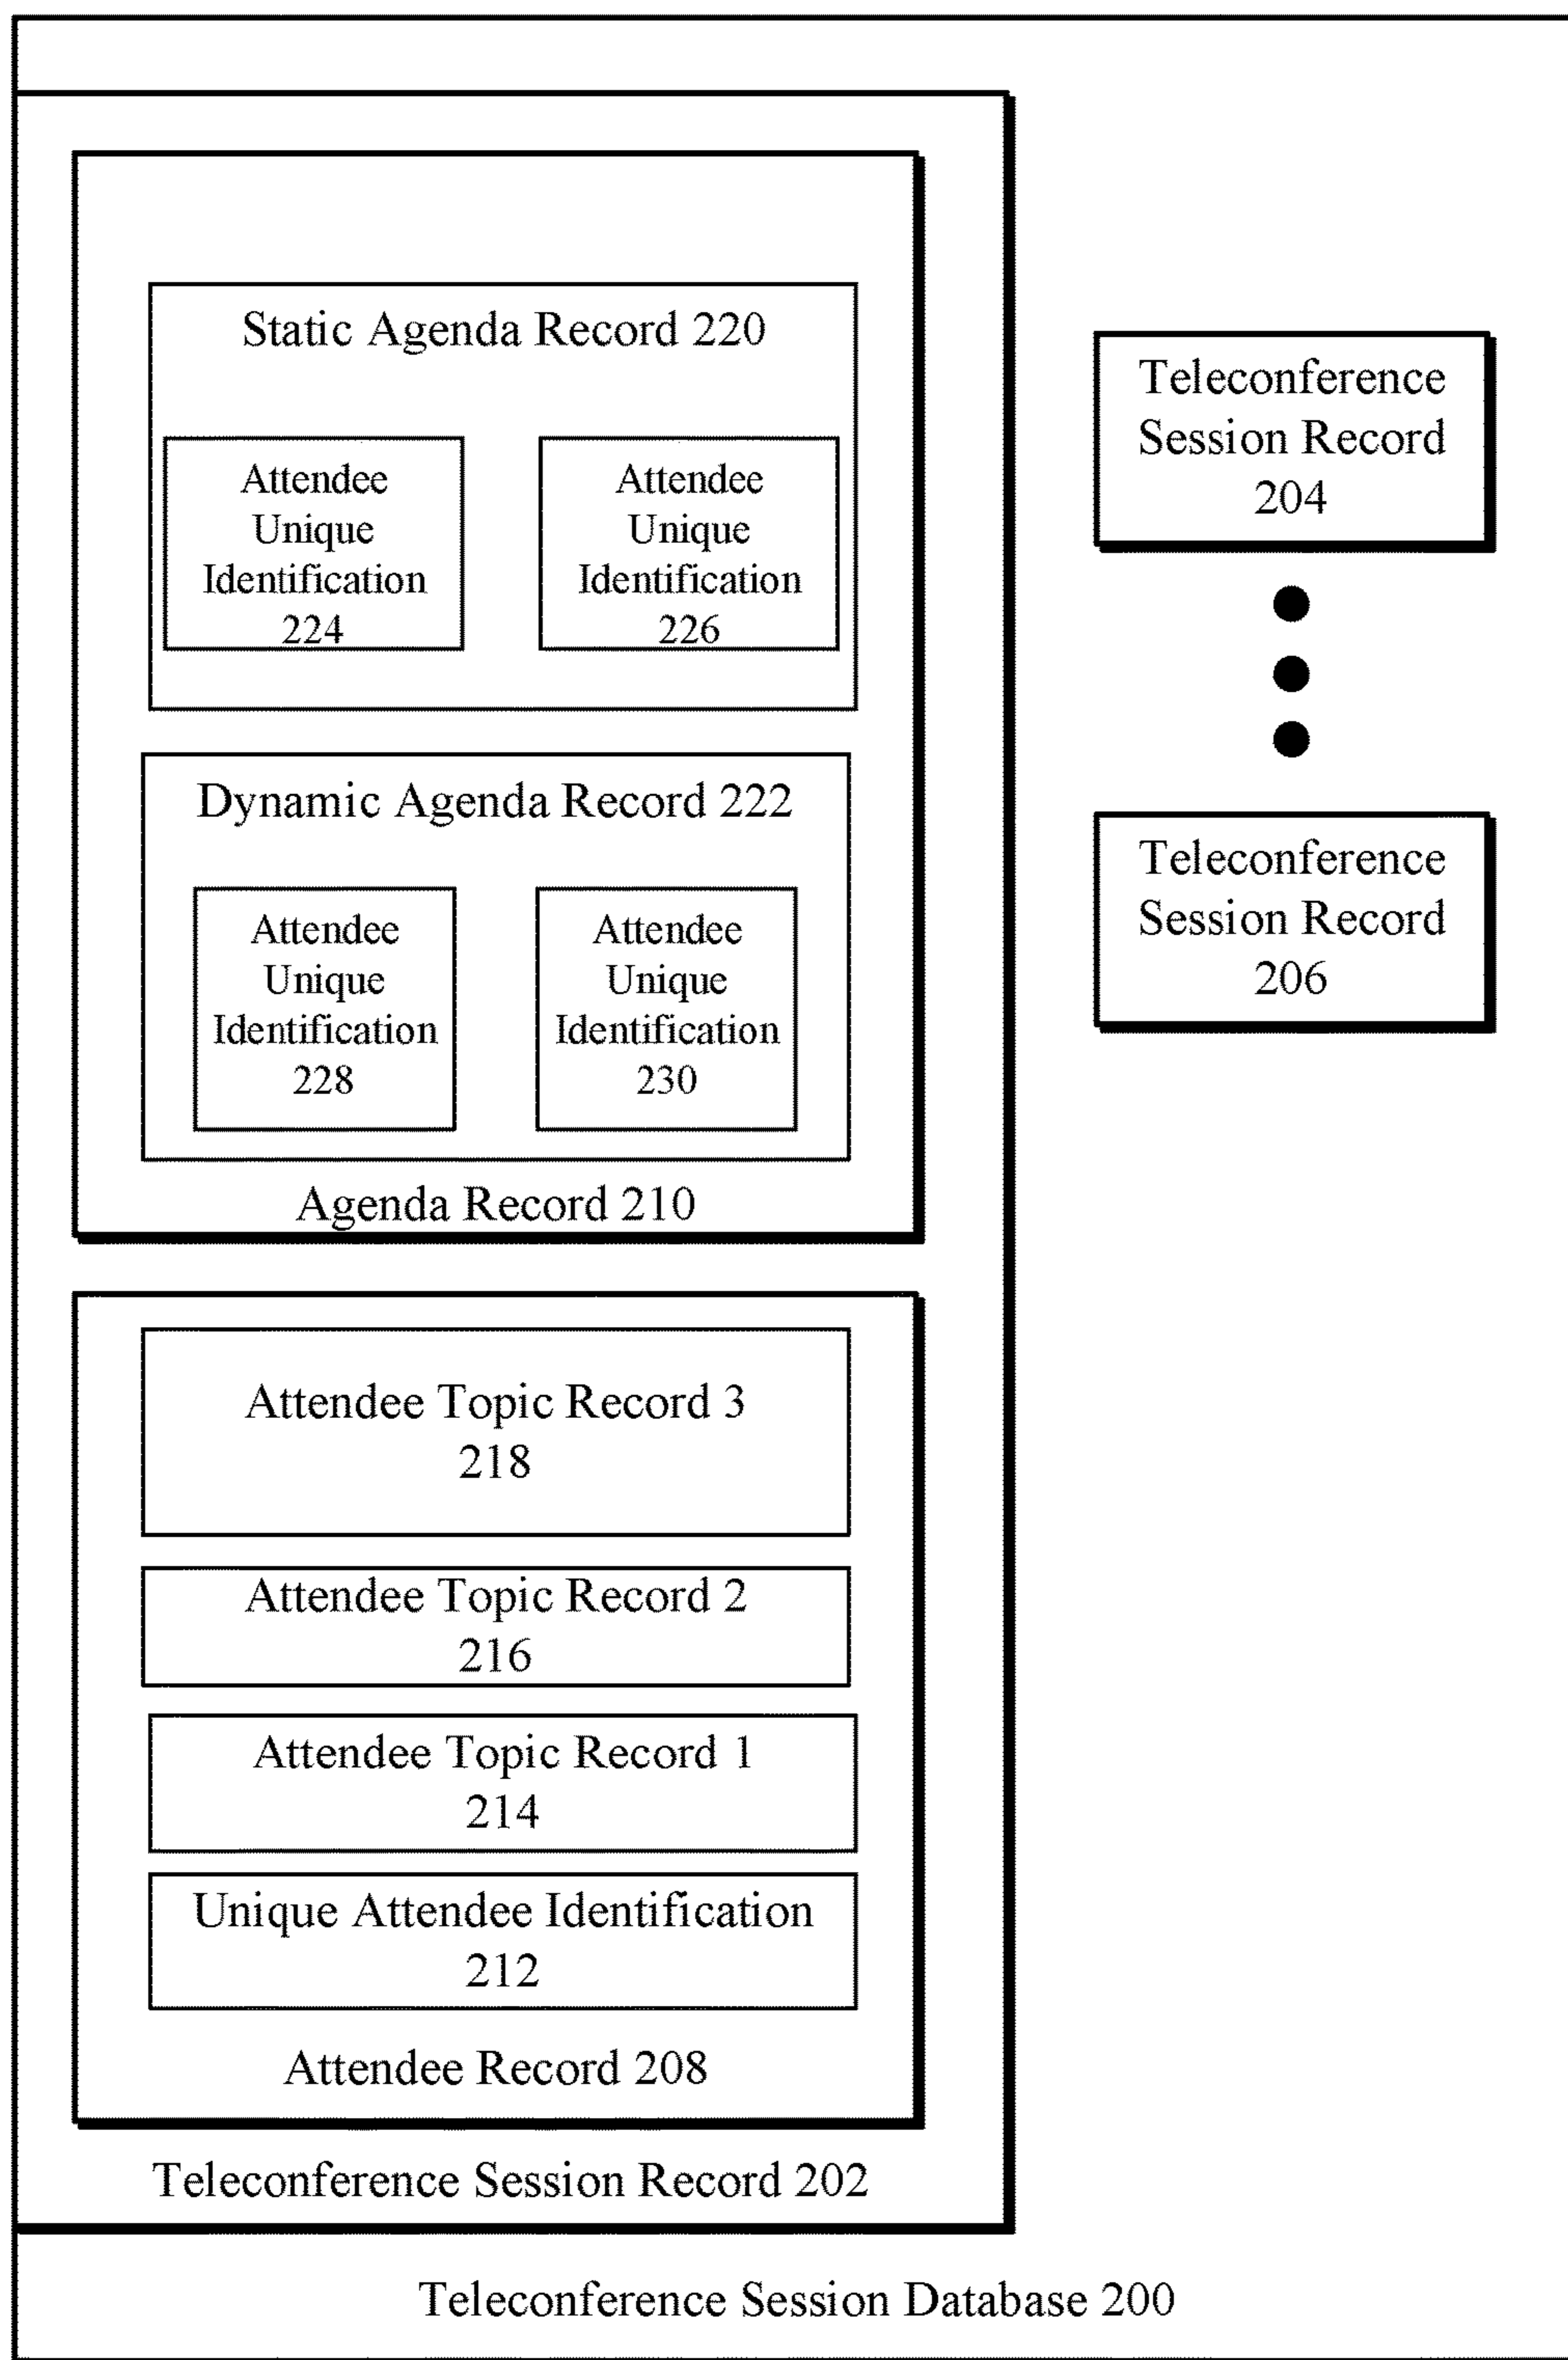 Static Agenda Record 220
Attendee
Unique
Identification
224
Attendee
Unique
Identification
226
Dynamic Agenda Record 222
Attendee
Unique
Identification
228
Attendee
Unique
Identification
230
Agenda Record 210
Attendee Topic Record 3
218
Attendee Topic Record 2
216
Attendee Topic Record 1
214
Unique Attendee Identification
212
Attendee Record 208
Teleconference Session Record 202
Teleconference
Session Record
204
Teleconference
Session Record
206
Teleconference Session Database 200